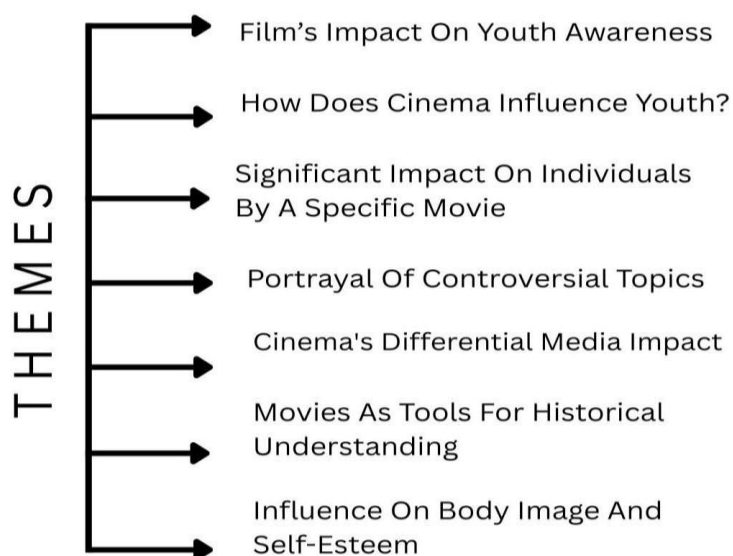 THEMES
Film’s Impact On Youth Awareness
How Does Cinema Influence Youth?
Significant Impact On Individuals
By A Specific Movie
Portrayal Of Controversial Topics
Cinema's Differential Media Impact
Movies As Tools For Historical
Understanding
Influence On Body Image And
Self-Esteem